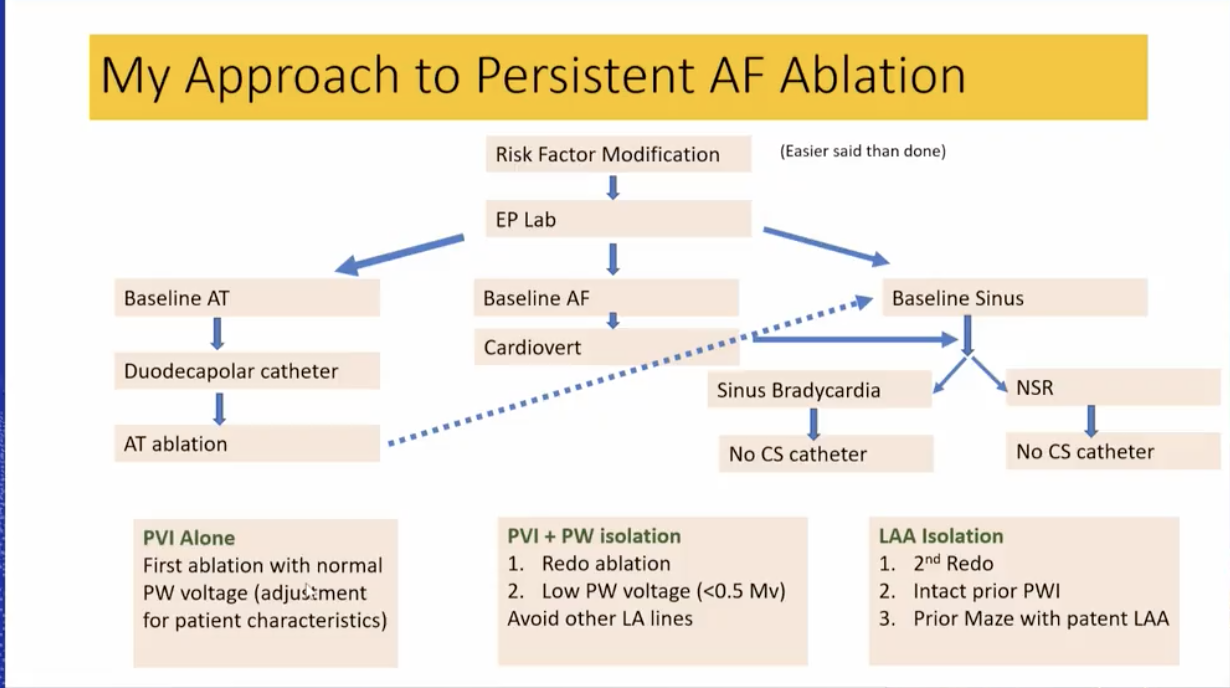 My Approach to Persistent AF Ablation
Risk Factor Modification
(Easier said than done)
EP Lab
Baseline AT
Baseline AF
Baseline Sinus
Duodecapolar catheter
Cardiovert
Sinus Bradycardia
NSR
AT ablation
No CS catheter
No CS catheter
PVI Alone
First ablation with normal
PW voltage (adjustment
for patient characteristics)
PVI + PW isolation
1. Redo ablation
2. Low PW voltage (<0.5 Mv)
Avoid other LA lines
LAA Isolation
1. 2nd Redo
2. Intact prior PWI
3. Prior Maze with patent LAA